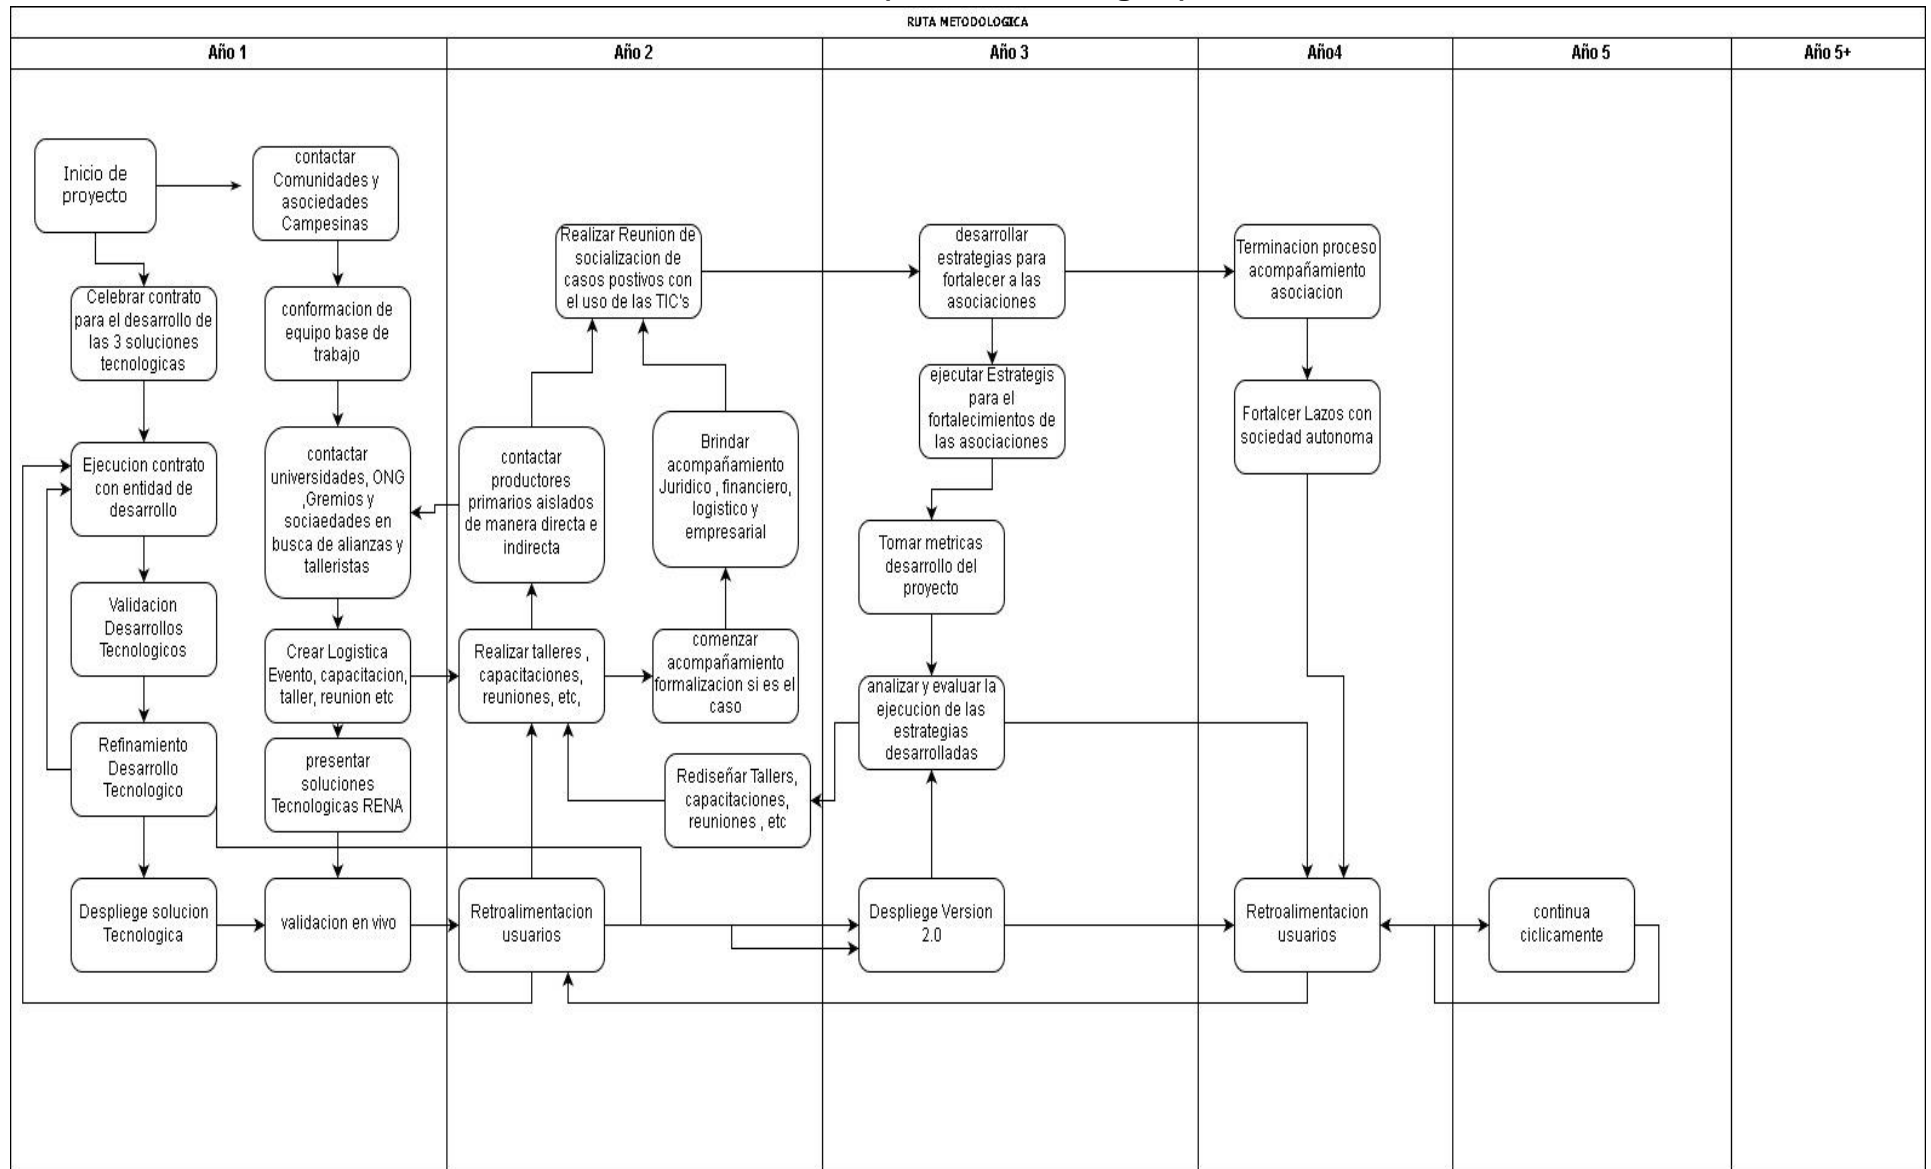 RUTA METODOLOGICA
Año 1
Año 2
Año 3
Año4
Año 5
Año 5+
Inicio de
proyecto
Celebrar contrato
para el desarrollo de
las 3 soluciones
tecnologicas
Ejecucion contrato
con entidad de
desarrollo
Validacion
Desarrollos
Tecnologicos
Refinamiento
Desarrollo
Tecnologico
Despliege solucion
Tecnologica
contactar
Comunidades y
asociedades
Campesinas
conformacion de
equipo base de
trabajo
contactar
universidades, ONG
,Gremios y
sociaedades en
busca de alianzas y
talleristas
Crear Logistica
Evento, capacitacion,
taller, reunion etc
presentar
soluciones
Tecnologicas RENA
validacion en vivo
contactar
productores
primarios aislados
de manera directa e
indirecta
Realizar talleres ,
capacitaciones,
reuniones, etc,
Retroalimentacion
usuarios
Realizar Reunion de
socializacion de
casos postivos con
el uso de las TIC's
Brindar
acompañamiento
Juridico , financiero,
logistico y
empresarial
comenzar
acompañamiento
formalizacion si es el
caso
Rediseñar Tallers,
capacitaciones,
reuniones , etc
desarrollar
estrategias para
fortalecer a las
asociaciones
ejecutar Estrategis
para el
fortalecimientos de
las asociaciones
Tomar metricas
desarrollo del
proyecto
analizar y evaluar la
ejecucion de las
estrategias
desarrolladas
Despliege Version
2.0
Terminacion proceso
acompañamiento
asociacion
Fortalcer Lazos con
sociedad autonoma
Retroalimentacion
usuarios
continua
ciclicamente